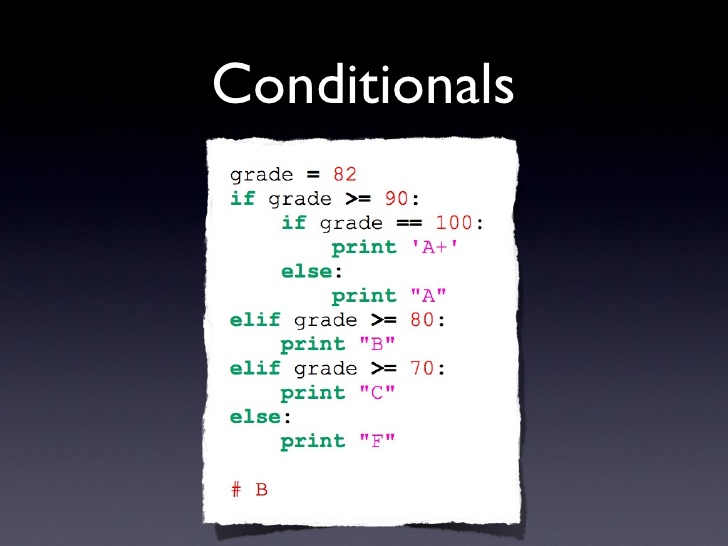 Conditionals
grade = 82
if grade >= 90:
    if grade == 100:
        print 'A+'
    else:
        print "A"
elif grade >= 80:
    print "B"
elif grade >= 70:
    print "C"
else:
    print "F"

# B